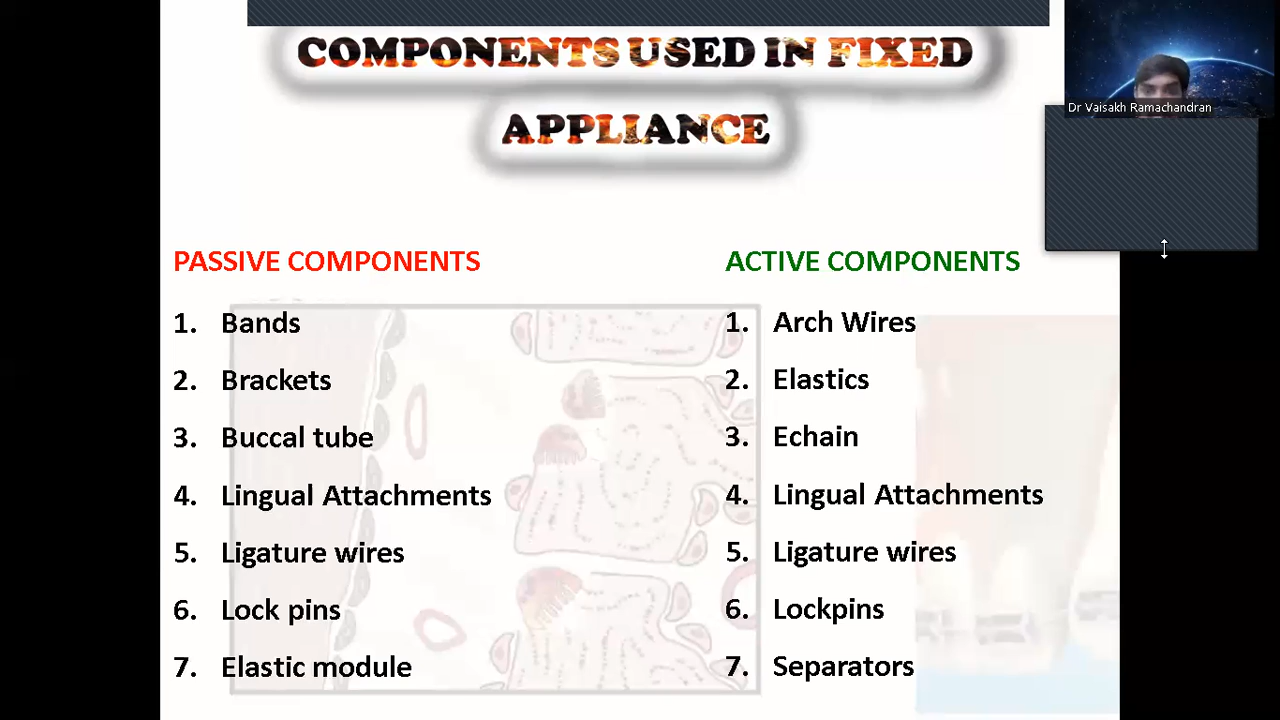 COMPONENTS USED IN FIXED
APPLIANCE
Dr Vaisakh Ramachandran
PASSIVE COMPONENTS
1. Bands
2. Brackets
3. Buccal tube
4. Lingual Attachments
5. Ligature wires
6. Lock pins
7. Elastic module
ACTIVE COMPONENTS
1. Arch Wires
2. Elastics
3. Echain
4. Lingual Attachments
5. Ligature wires
6. Lockpins
7. Separators